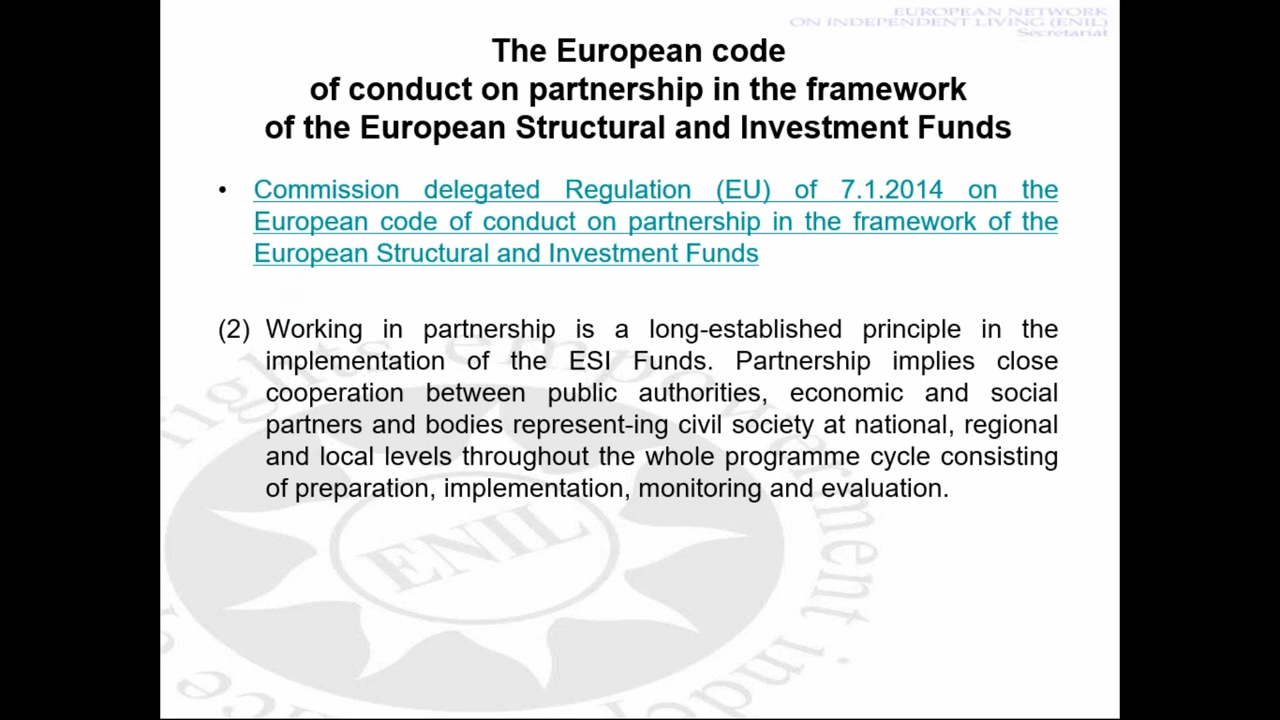 EUROPEAN NETWORK
ON INDEPENDENT LIVING (ENIL)
Secretariat
The European code
of conduct on partnership in the framework
of the European Structural and Investment Funds
• Commission delegated Regulation (EU) of 7.1.2014 on the
European code of conduct on partnership in the framework of the
European Structural and Investment Funds
(2) Working in partnership is a long-established principle in the
implementation of the ESI Funds. Partnership implies close
cooperation between public authorities, economic and social
partners and bodies represent-ing civil society at national, regional
and local levels throughout the whole programme cycle consisting
of preparation, implementation, monitoring and evaluation.
rights empowerment
ENIL